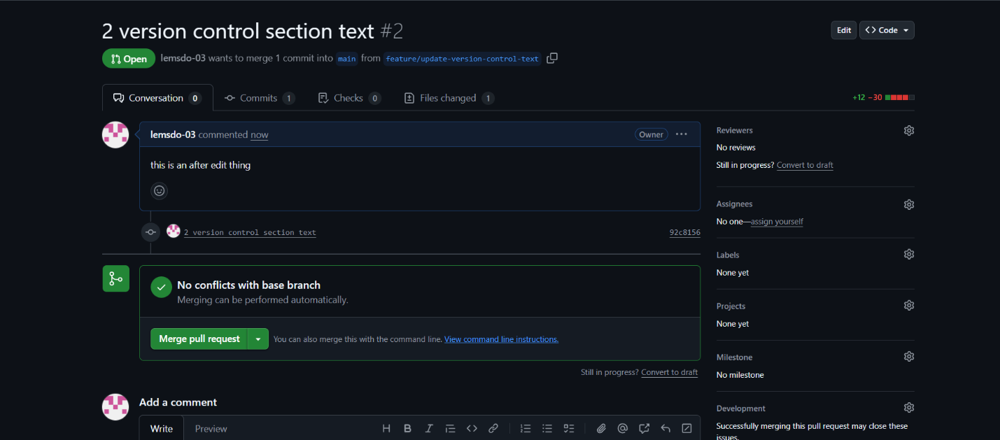 2 version control section text #2
Edit
Code
Open
lemsdo-03 wants to merge 1 commit into main from feature/update-version-control-text
Conversation 0
Commits 1
Checks 0
Files changed 1
+12 −30
lemsdo-03 commented now
Owner
this is an after edit thing
2 version control section text
92c8156
No conflicts with base branch
Merging can be performed automatically.
Merge pull request
You can also merge this with the command line. View command line instructions.
Still in progress? Convert to draft
Add a comment
Write
Preview
Reviewers
No reviews
Still in progress? Convert to draft
Assignees
No one—assign yourself
Labels
None yet
Projects
None yet
Milestone
No milestone
Development
Successfully merging this pull request may close these
issues.